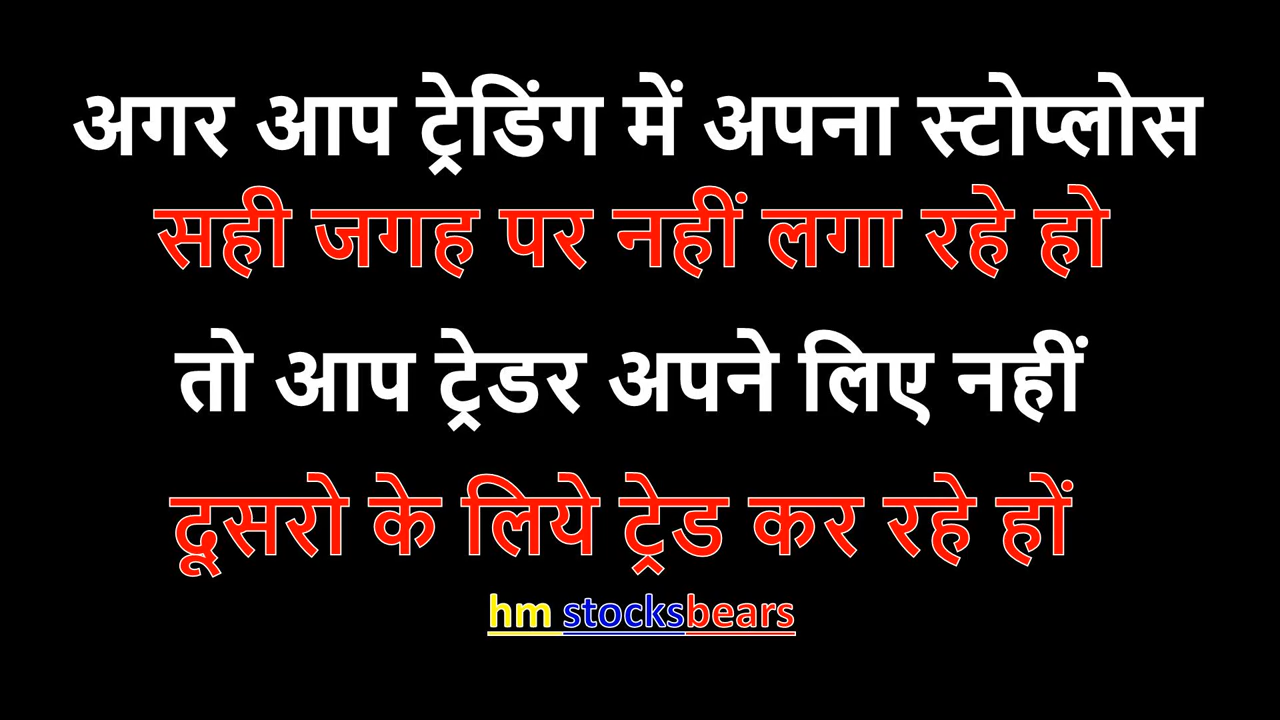 अगर आप ट्रेडिंग में अपना स्टोप्लोस
सही जगह पर नहीं लगा रहे हो
तो आप ट्रेडर अपने लिए नहीं
दूसरो के लिये ट्रेड कर रहे हों
hm stocksbears